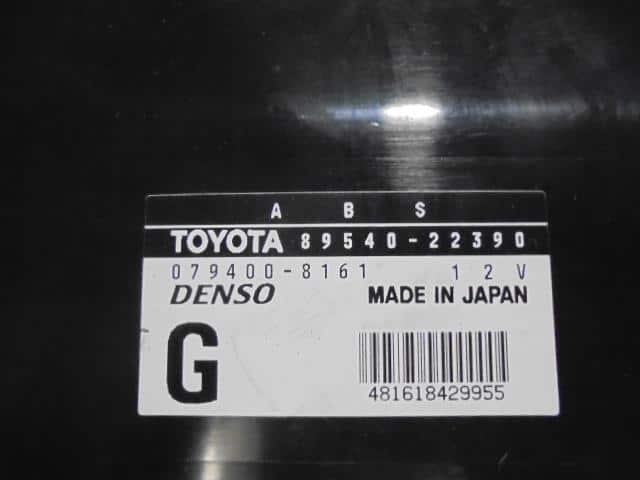 A B S
TOYOTA 89540-22390
079400-8161 12V
DENSO MADE IN JAPAN
G
481618429955